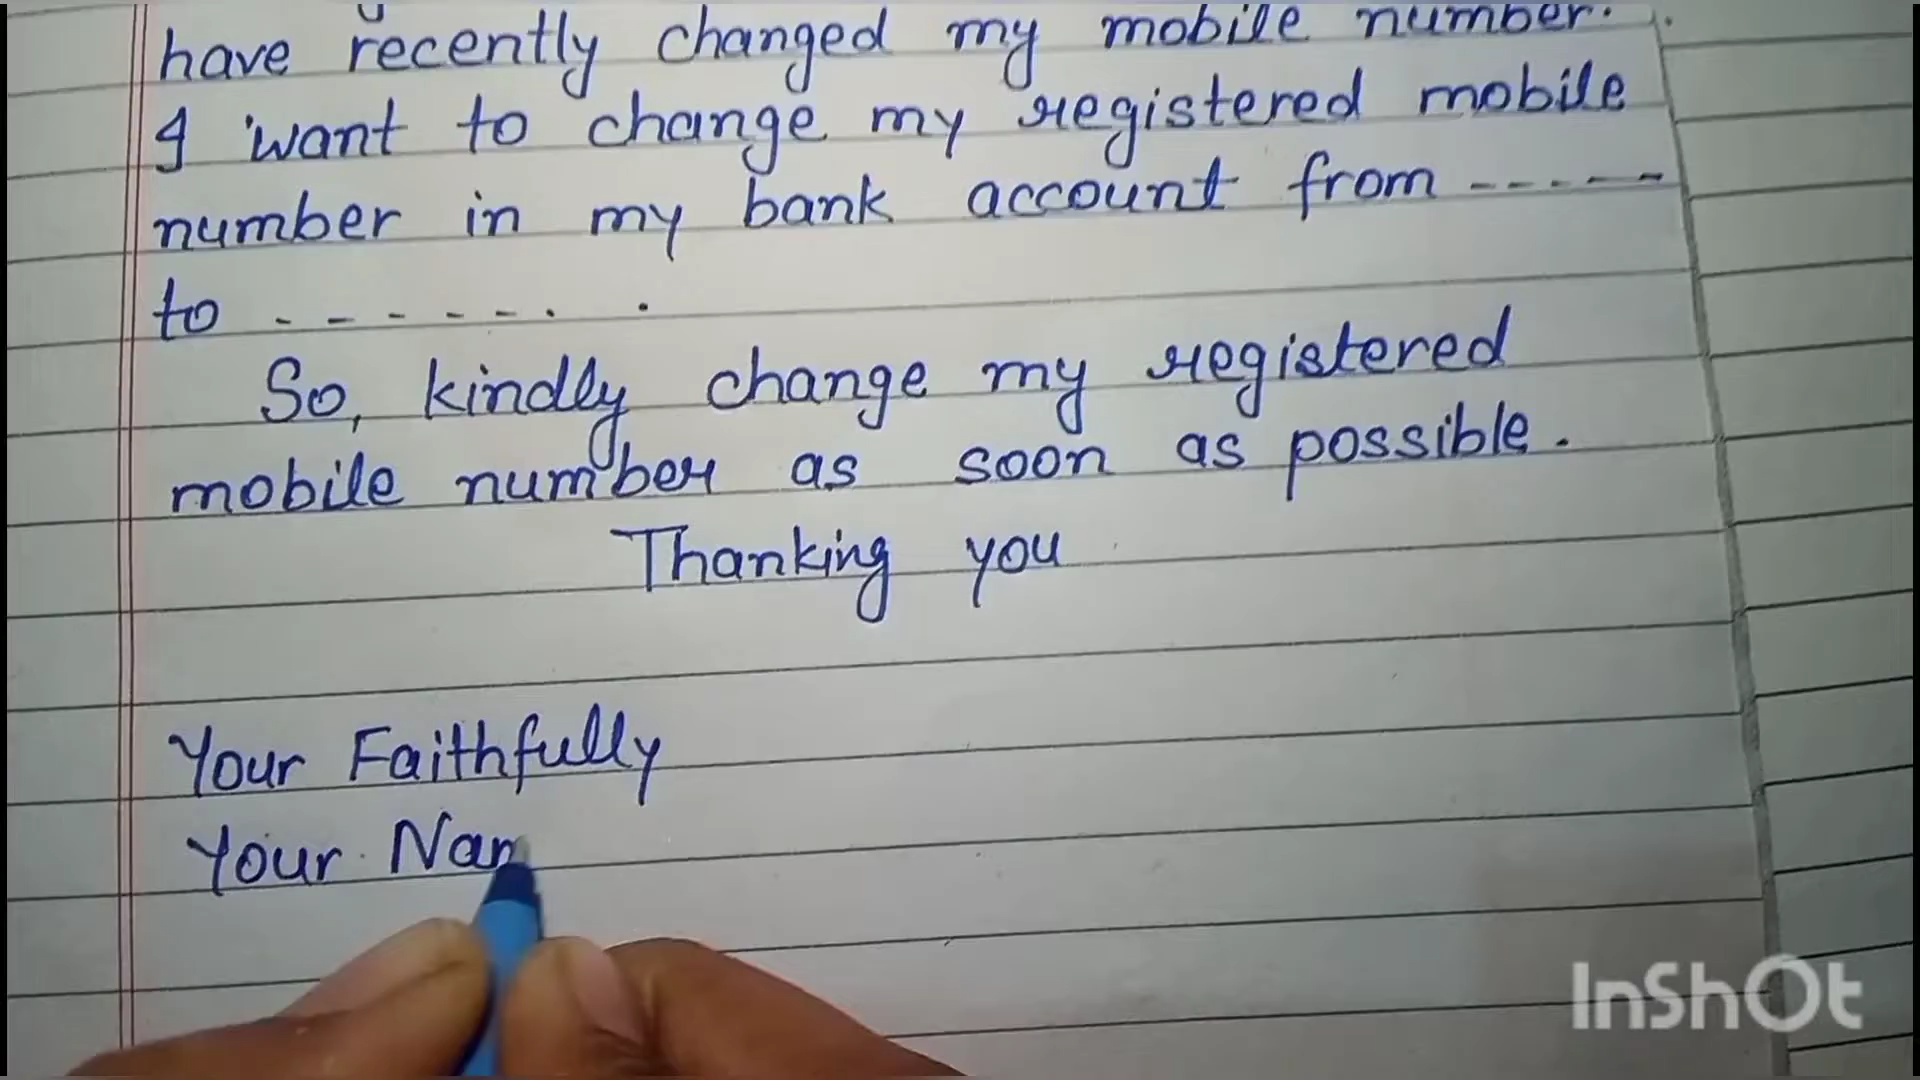 have recently changed my mobile number.
I want to change my registered mobile
number in my bank account from -----
to ------.
So, kindly change my registered
mobile number as soon as possible.
Thanking you
Your Faithfully
Your Nam
InShOt